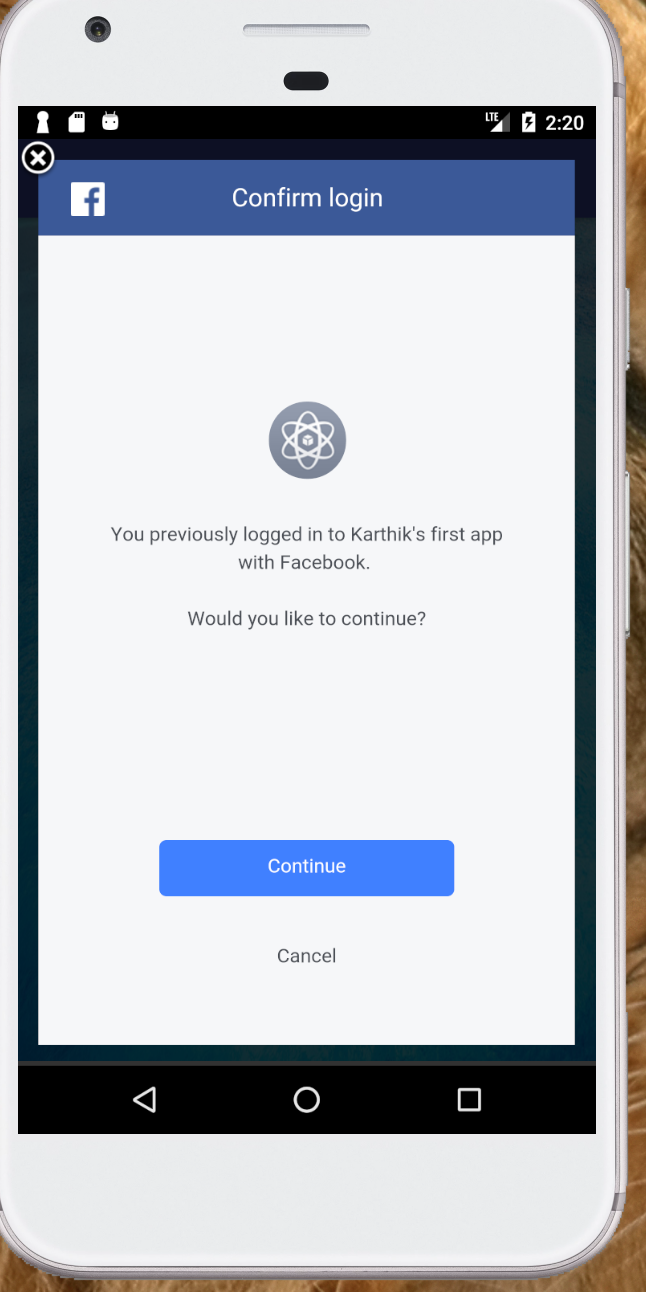 LTE 2:20
Confirm login
You previously logged in to Karthik's first app
with Facebook.
Would you like to continue?
Continue
Cancel